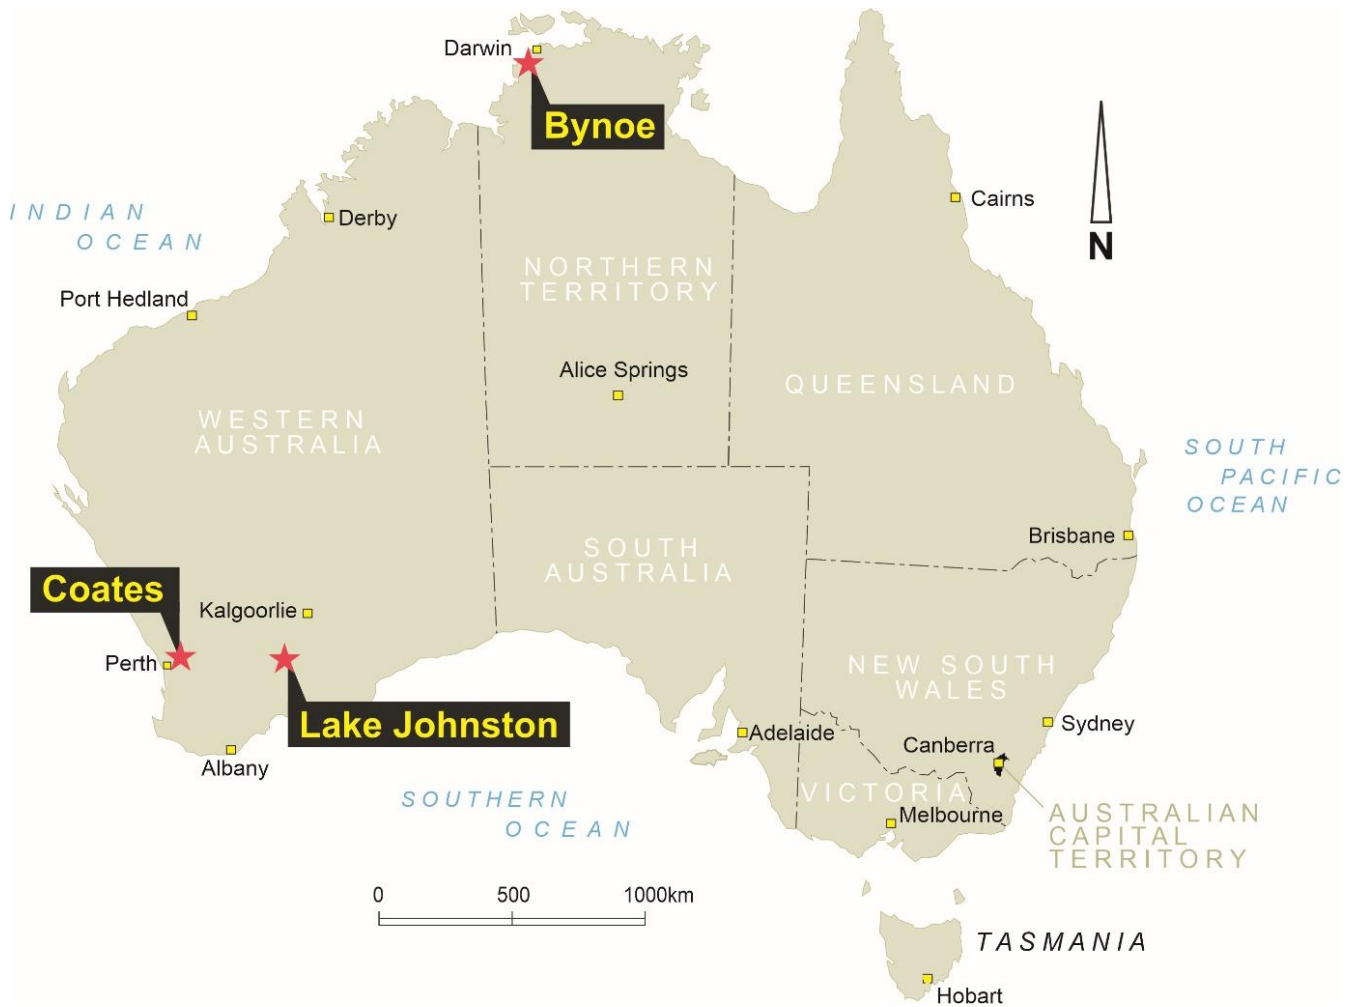 Darwin
Bynoe
Cairns
INDIAN
OCEAN
Derby
N
NORTHERN
TERRITORY
Port Hedland
Alice Springs
QUEENSLAND
WESTERN
AUSTRALIA
SOUTH
PACIFIC
OCEAN
Brisbane
SOUTH
AUSTRALIA
Coates
Kalgoorlie
Perth
NEW SOUTH
WALES
Lake Johnston
Adelaide
Sydney
Canberra
Albany
SOUTHERN
OCEAN
VICTORIA
Melbourne
AUSTRALIAN
CAPITAL
TERRITORY
0 500 1000km
TASMANIA
Hobart